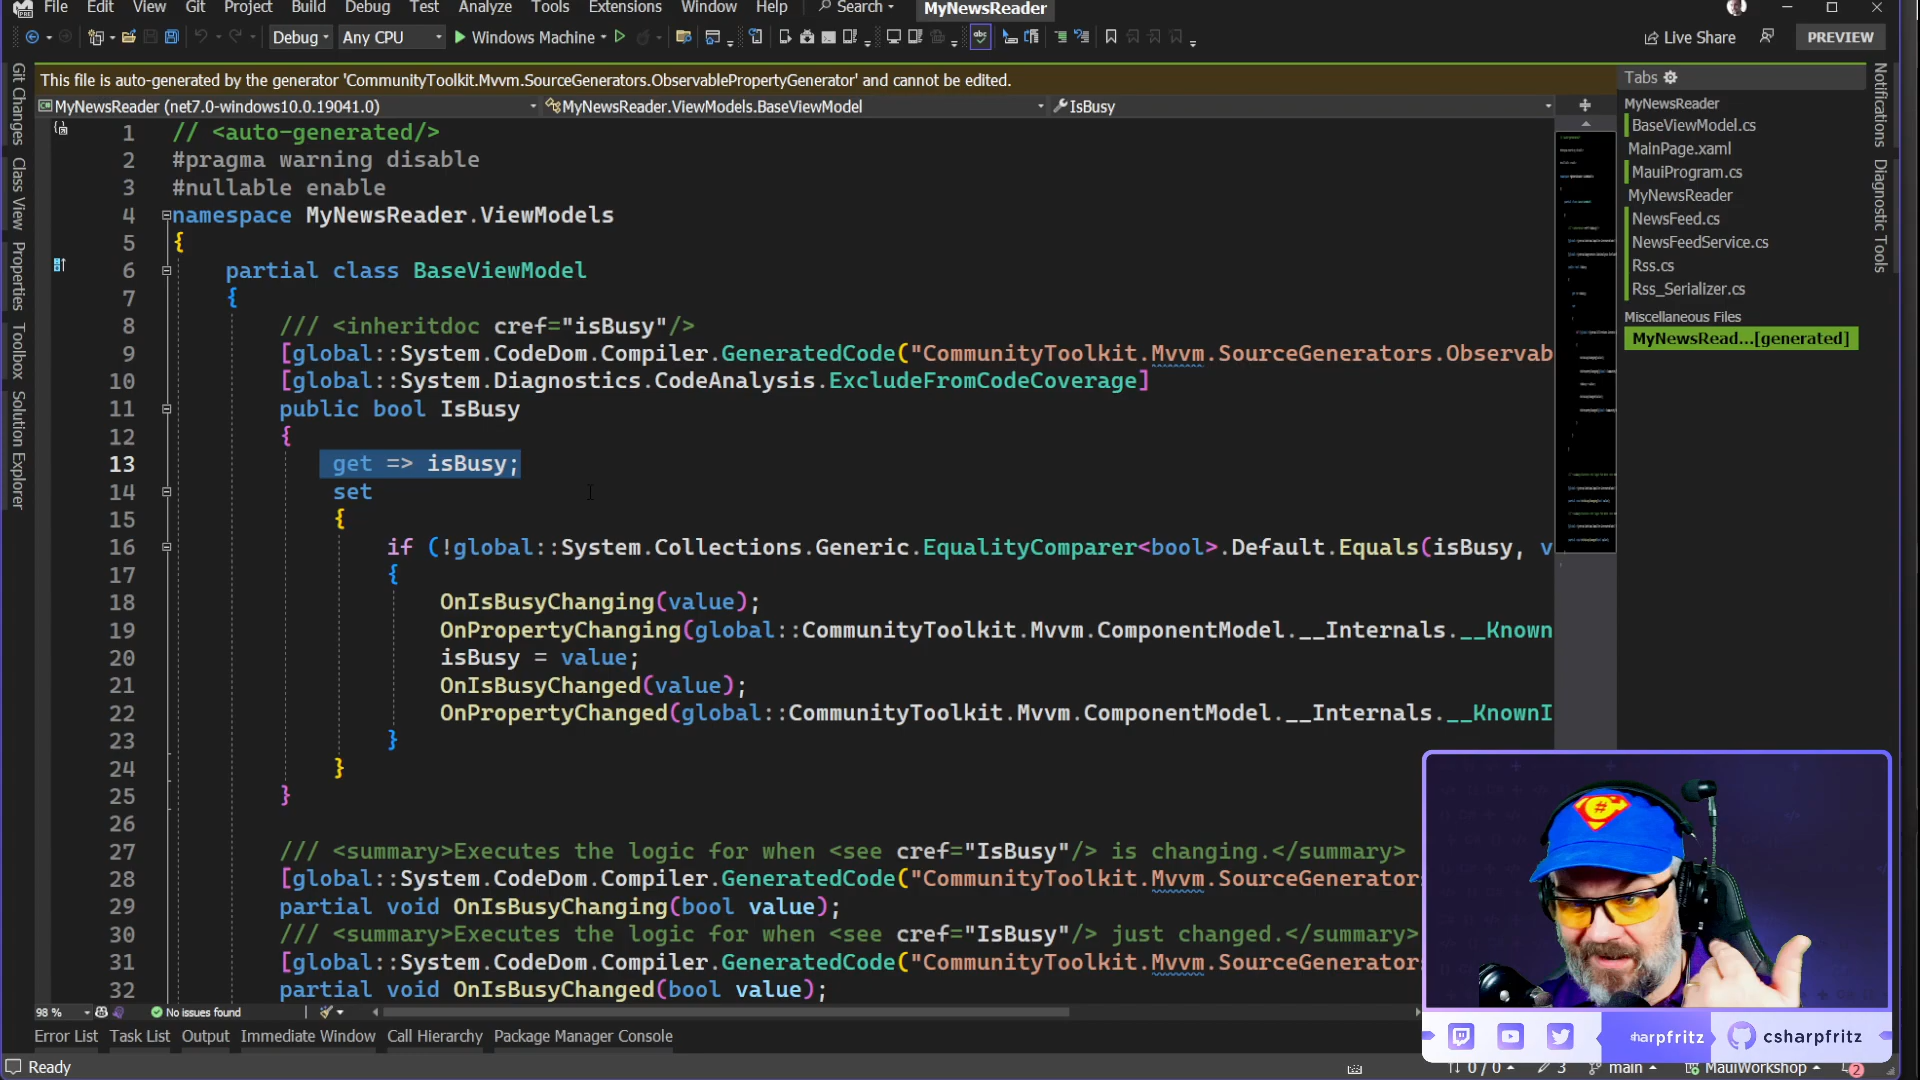 File Edit View Git Project Build Debug Test Analyze Tools Extensions Window Help Search MyNewsReader
Debug Any CPU Windows Machine Live Share PREVIEW
This file is auto-generated by the generator 'CommunityToolkit.Mvvm.SourceGenerators.ObservablePropertyGenerator' and cannot be edited.
MyNewsReader (net7.0-windows10.0.19041.0) MyNewsReader.ViewModels.BaseViewModel IsBusy
Git Changes
Class View
Properties
Toolbox
Solution Explorer
1 // <auto-generated/>
2 #pragma warning disable
3 #nullable enable
4 namespace MyNewsReader.ViewModels
5 {
6 partial class BaseViewModel
7 {
8 /// <inheritdoc cref="isBusy"/>
9 [global::System.CodeDom.Compiler.GeneratedCode("CommunityToolkit.Mvvm.SourceGenerators.Observab
10 [global::System.Diagnostics.CodeAnalysis.ExcludeFromCodeCoverage]
11 public bool IsBusy
12 {
13 get => isBusy;
14 set
15 {
16 if (!global::System.Collections.Generic.EqualityComparer<bool>.Default.Equals(isBusy, v
17 {
18 OnIsBusyChanging(value);
19 OnPropertyChanging(global::CommunityToolkit.Mvvm.ComponentModel.__Internals.__Known
20 isBusy = value;
21 OnIsBusyChanged(value);
22 OnPropertyChanged(global::CommunityToolkit.Mvvm.ComponentModel.__Internals.__KnownI
23 }
24 }
25 }
26
27 /// <summary>Executes the logic for when <see cref="IsBusy"/> is changing.</summary>
28 [global::System.CodeDom.Compiler.GeneratedCode("CommunityToolkit.Mvvm.SourceGenerators
29 partial void OnIsBusyChanging(bool value);
30 /// <summary>Executes the logic for when <see cref="IsBusy"/> just changed.</summary>
31 [global::System.CodeDom.Compiler.GeneratedCode("CommunityToolkit.Mvvm.SourceGenerators
32 partial void OnIsBusyChanged(bool value);
Tabs
MyNewsReader
BaseViewModel.cs
MainPage.xaml
MauiProgram.cs
MyNewsReader
NewsFeed.cs
NewsFeedService.cs
Rss.cs
Rss_Serializer.cs
Miscellaneous Files
MyNewsRead...[generated]
Notifications
Diagnostic Tools
98 % No issues found
Error List Task List Output Immediate Window Call Hierarchy Package Manager Console
#
sharpfritz csharpfritz
Ready 0 / 0 3 main MauiWorkshop 2